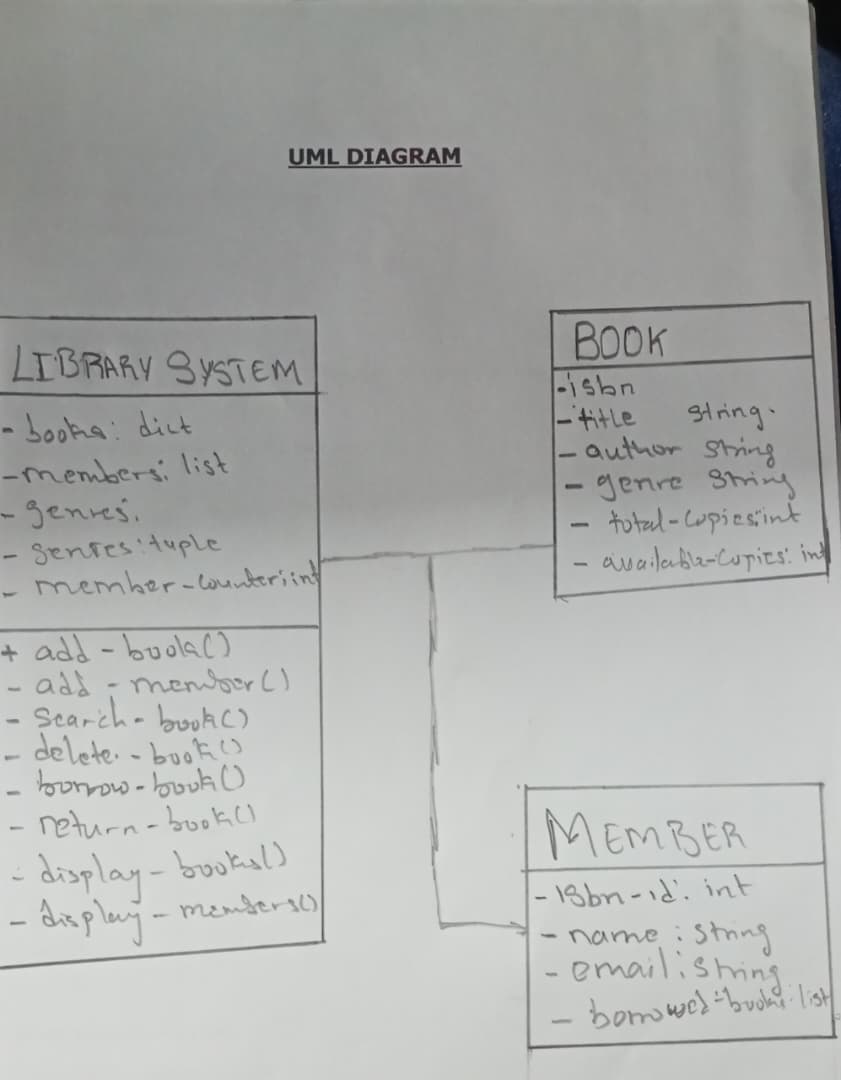 UML DIAGRAM
LIBRARY SYSTEM
- books: dict
- members: list
- genres:
- genres: tuple
- member-counter: int
+ add - book()
- add - member()
- Search - book()
- delete - book()
- borrow - book()
- return - book()
- display - books()
- display - members()
BOOK
- isbn
- title String.
- author String
- genre String
- total-copies: int
- available-copies: int
MEMBER
- Isbn-id: int
- name : string
- email : string
- borrowed-books: list